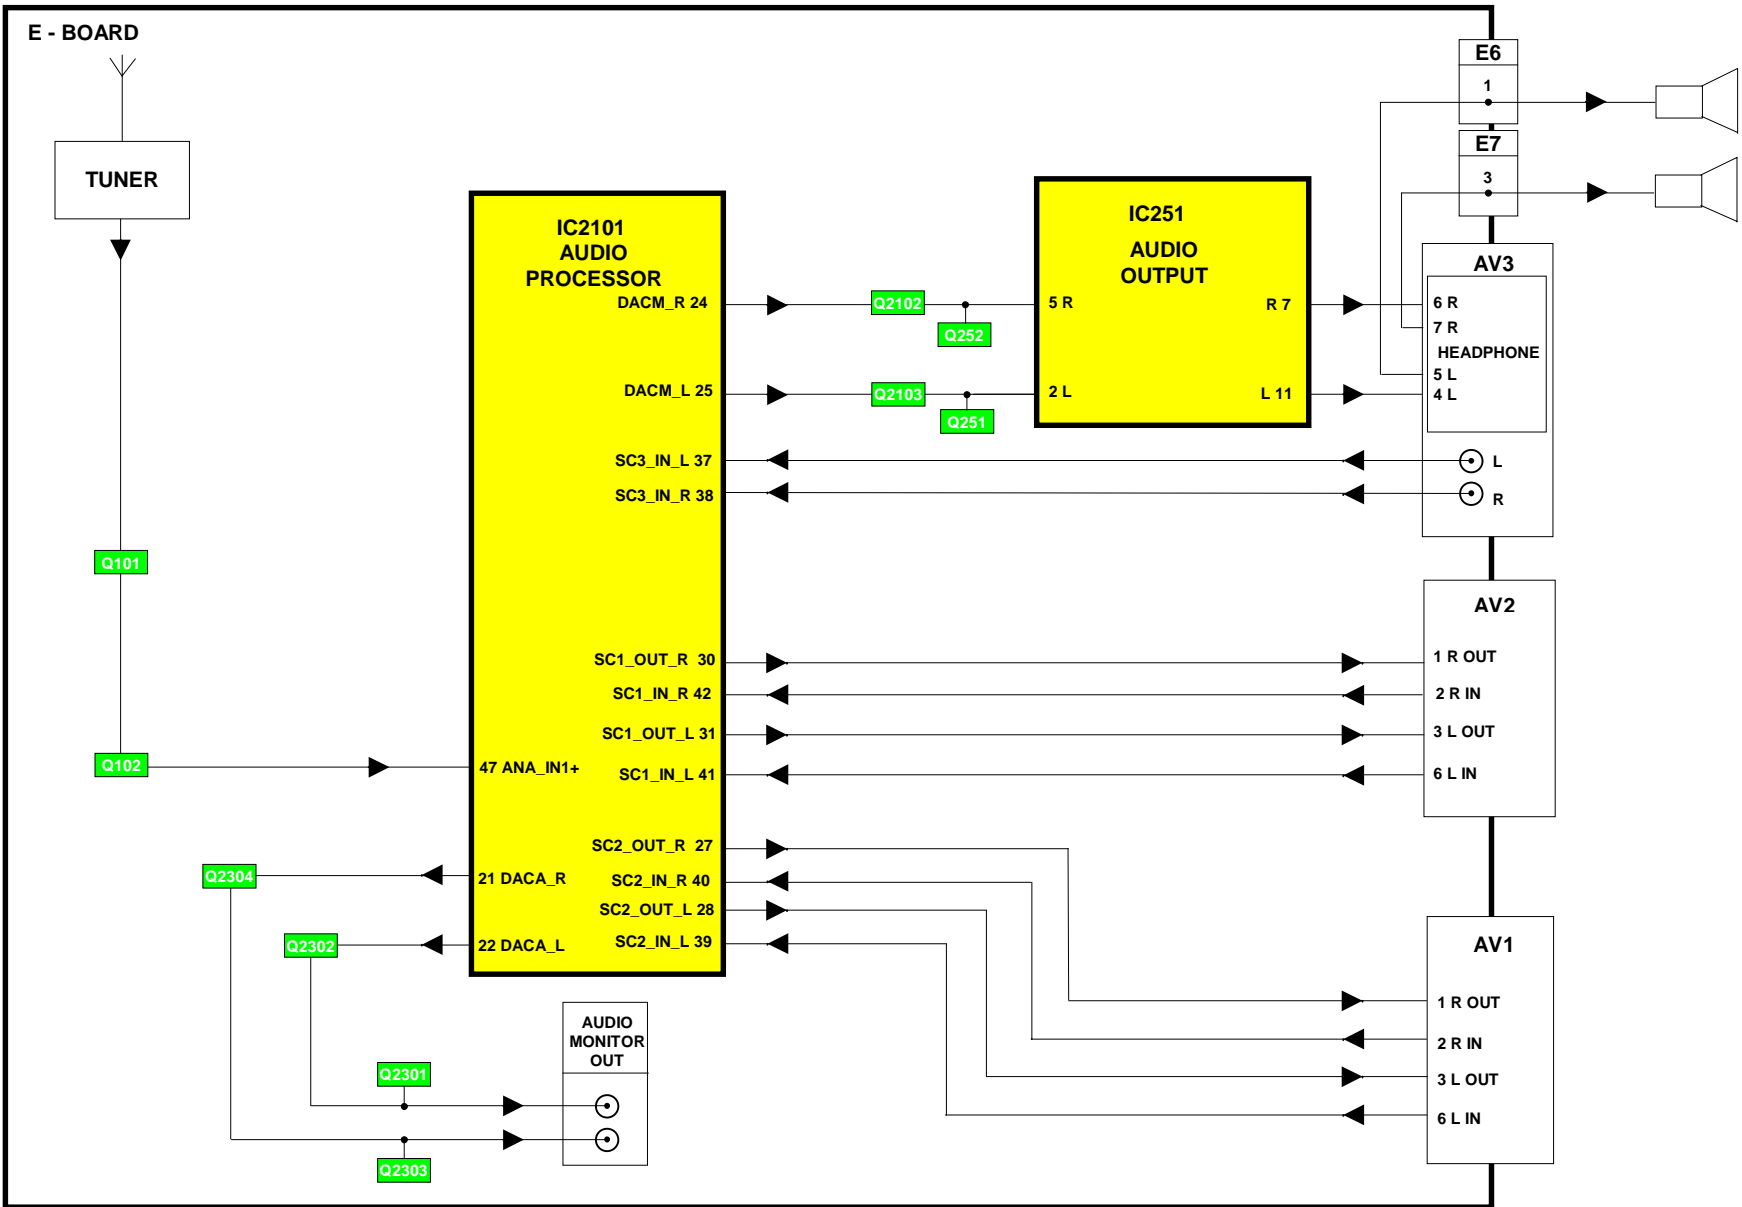 E - BOARD
TUNER
Q101
Q102
IC2101
AUDIO
PROCESSOR
DACM_R 24
DACM_L 25
SC3_IN_L 37
SC3_IN_R 38
SC1_OUT_R 30
SC1_IN_R 42
SC1_OUT_L 31
SC1_IN_L 41
47 ANA_IN1+
SC2_OUT_R 27
SC2_IN_R 40
SC2_OUT_L 28
SC2_IN_L 39
21 DACA_R
22 DACA_L
Q2304
Q2302
Q2301
Q2303
AUDIO
MONITOR
OUT
Q2102
Q252
Q2103
Q251
IC251
AUDIO
OUTPUT
5 R
R 7
2 L
L 11
E6
1
E7
3
AV3
6 R
7 R
HEADPHONE
5 L
4 L
L
R
AV2
1 R OUT
2 R IN
3 L OUT
6 L IN
AV1
1 R OUT
2 R IN
3 L OUT
6 L IN